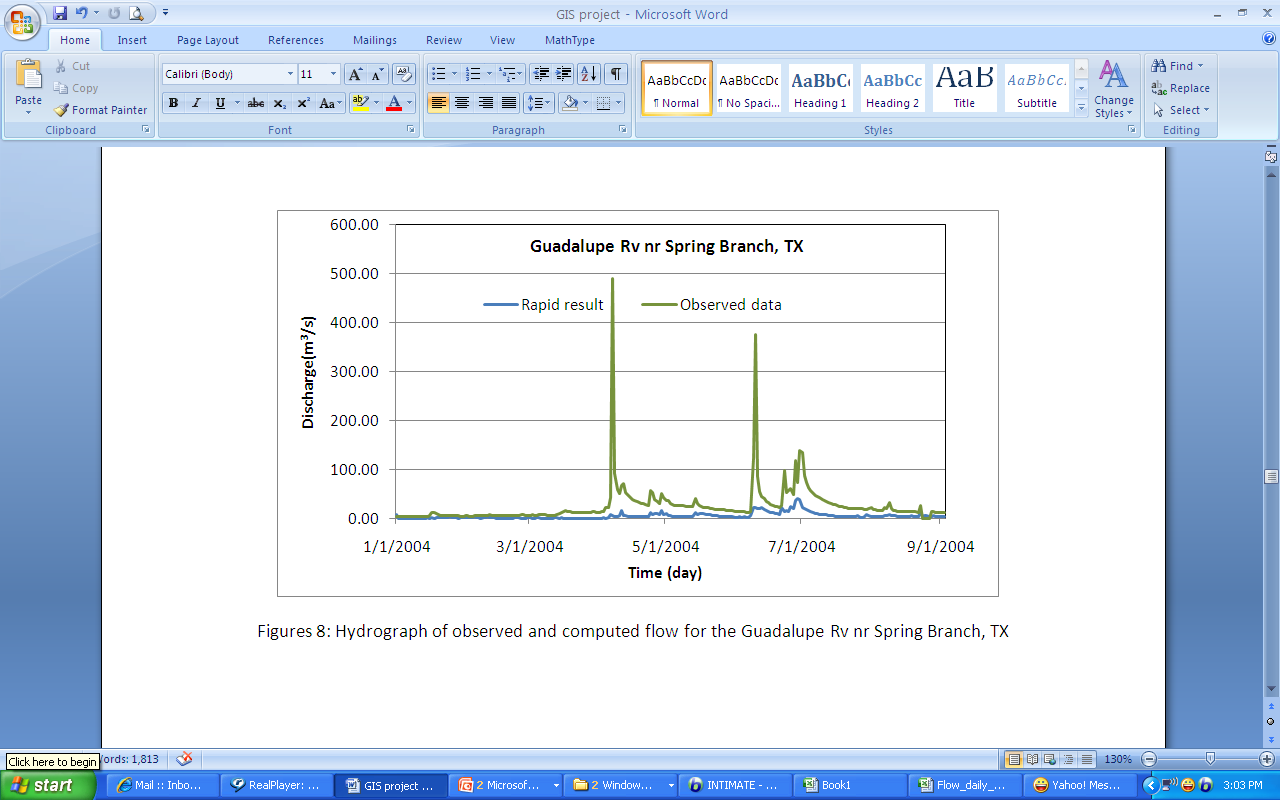 GIS project - Microsoft Word
Home Insert Page Layout References Mailings Review View MathType
Paste
Cut
Copy
Format Painter
Clipboard
Calibri (Body) 11
Font
Paragraph
AaBbCcDc AaBbCcDc AaBbC AaBbCc AaB AaBbCc.
¶ Normal ¶ No Spaci... Heading 1 Heading 2 Title Subtitle
Change Styles
Styles
Find
Replace
Select
Editing
Guadalupe Rv nr Spring Branch, TX
Rapid result Observed data
Discharge(m³/s)
600.00
500.00
400.00
300.00
200.00
100.00
0.00
1/1/2004 3/1/2004 5/1/2004 7/1/2004 9/1/2004
Time (day)
Figures 8: Hydrograph of observed and computed flow for the Guadalupe Rv nr Spring Branch, TX
Click here to begin
ords: 1,813
130%
start
Mail :: Inbo...
RealPlayer: ...
GIS project ...
2 Microsof...
2 Window...
INTIMATE - ...
Book1
Flow_daily_...
Yahoo! Mes...
3:03 PM